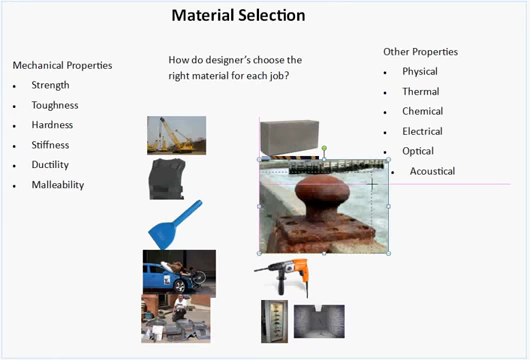 Material Selection
Mechanical Properties
• Strength
• Toughness
• Hardness
• Stiffness
• Ductility
• Malleability
How do designer's choose the
right material for each job?
Other Properties
• Physical
• Thermal
• Chemical
• Electrical
• Optical
• Acoustical